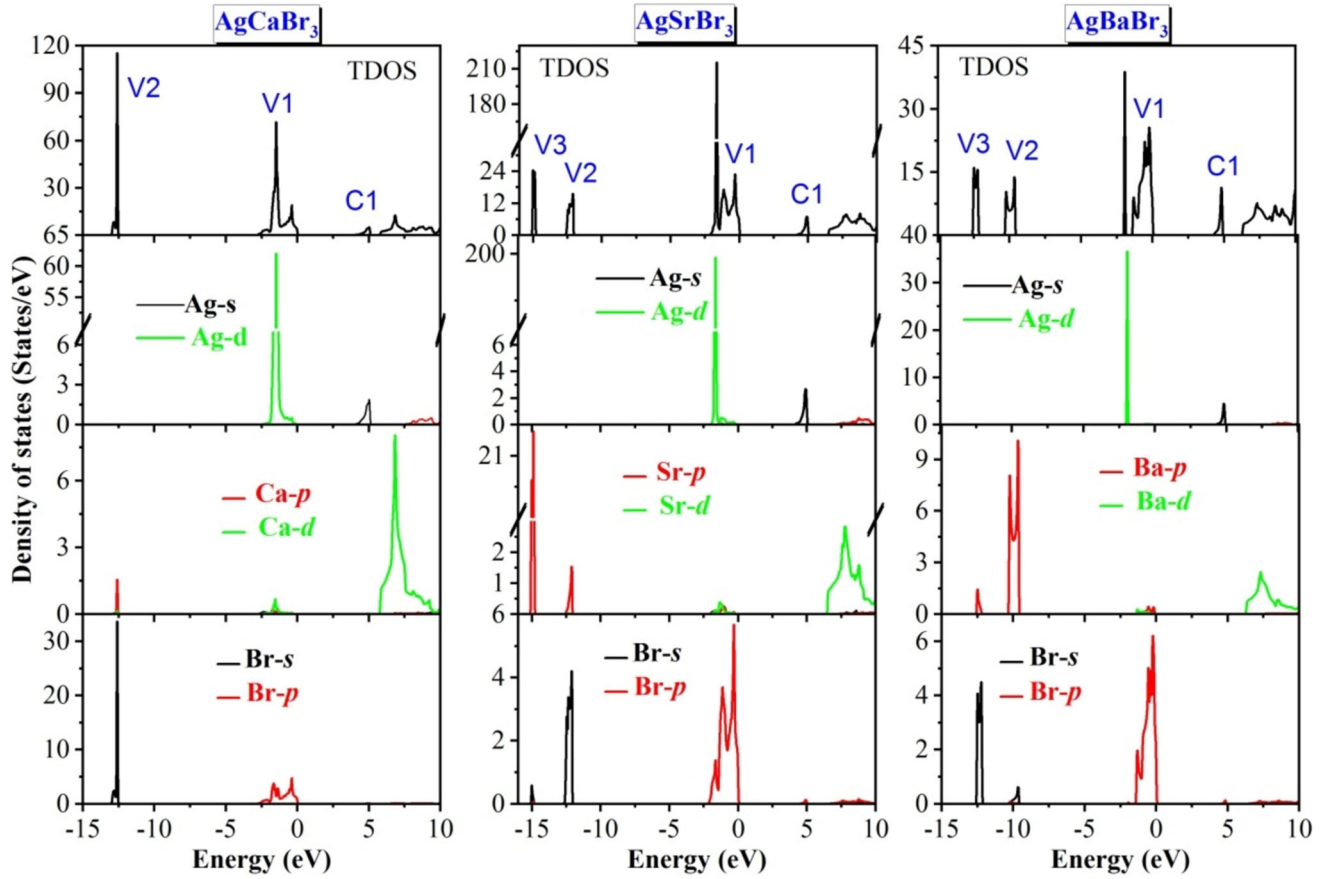 AgCaBr3
AgSrBr3
AgBaBr3
Density of states (States/eV)
120
90
60
30
65
TDOS
V2
V1
C1
210
180
24
12
0
TDOS
V3
V2
V1
C1
45
30
15
40
TDOS
V3
V2
V1
C1
60
55
6
3
0
Ag-s
Ag-d
200
6
4
2
0
Ag-s
Ag-d
30
20
10
0
Ag-s
Ag-d
6
3
0
Ca-p
Ca-d
21
2
1
6
Sr-p
Sr-d
9
6
3
0
Ba-p
Ba-d
30
20
10
0
Br-s
Br-p
4
2
0
Br-s
Br-p
6
4
2
0
Br-s
Br-p
-15 -10 -5 0 5 10
-15 -10 -5 0 5 10
-15 -10 -5 0 5 10
Energy (eV)
Energy (eV)
Energy (eV)